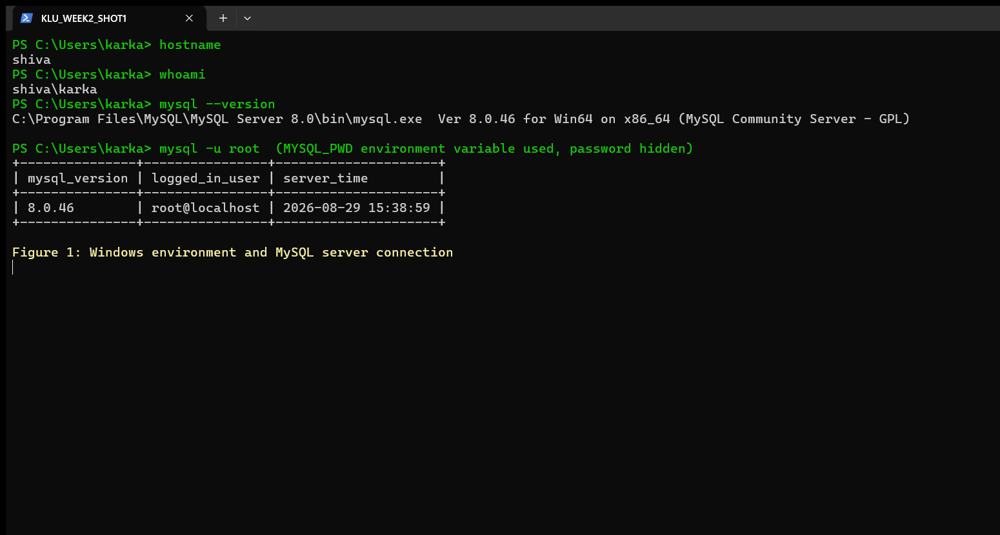 KLU_WEEK2_SHOT1
PS C:\Users\karka> hostname
shiva
PS C:\Users\karka> whoami
shiva\karka
PS C:\Users\karka> mysql --version
C:\Program Files\MySQL\MySQL Server 8.0\bin\mysql.exe  Ver 8.0.46 for Win64 on x86_64 (MySQL Community Server - GPL)
PS C:\Users\karka> mysql -u root  (MYSQL_PWD environment variable used, password hidden)
+---------------+----------------+---------------------+
| mysql_version | logged_in_user | server_time         |
+---------------+----------------+---------------------+
| 8.0.46        | root@localhost | 2026-08-29 15:38:59 |
+---------------+----------------+---------------------+
Figure 1: Windows environment and MySQL server connection